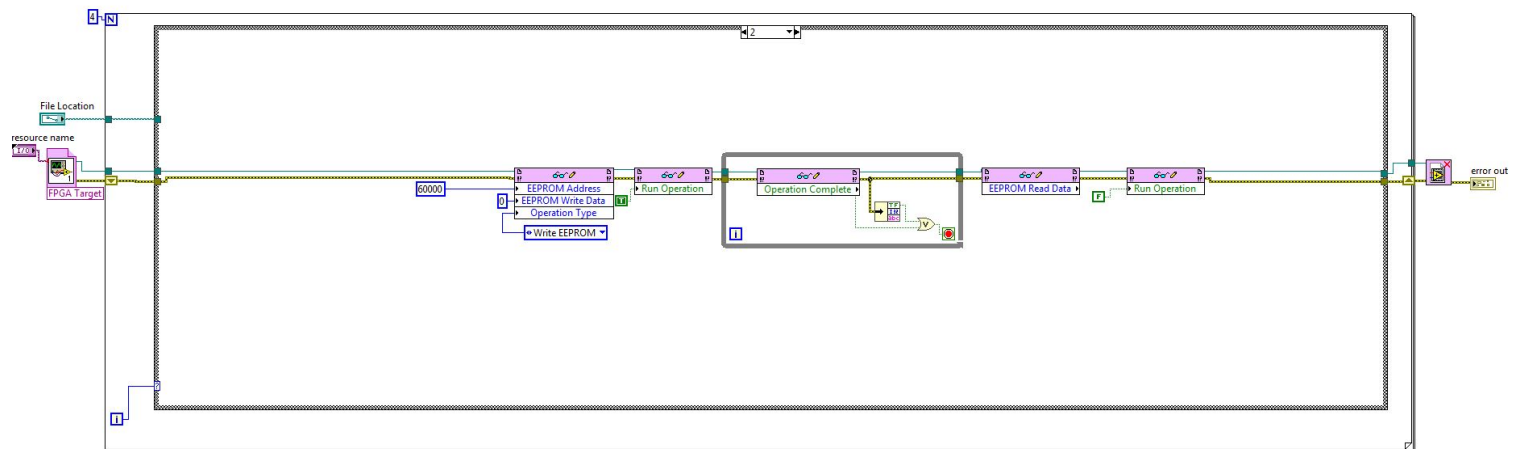 4
N
2
File Location
resource name
I/O
FPGA Target
EEPROM Address
EEPROM Write Data
Operation Type
60000
0
Write EEPROM
T
Run Operation
Operation Complete
i
EEPROM Read Data
F
Run Operation
error out
?
i